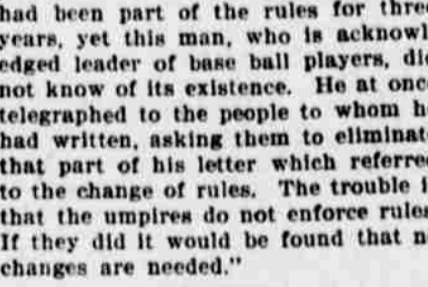 had been part of the rules for three
years, yet this man, who is acknowl-
edged leader of base ball players, did
not know of its existence. He at once
telegraphed to the people to whom he
had written, asking them to eliminate
that part of his letter which referred
to the change of rules. The trouble is
that the umpires do not enforce rules.
If they did it would be found that no
changes are needed."